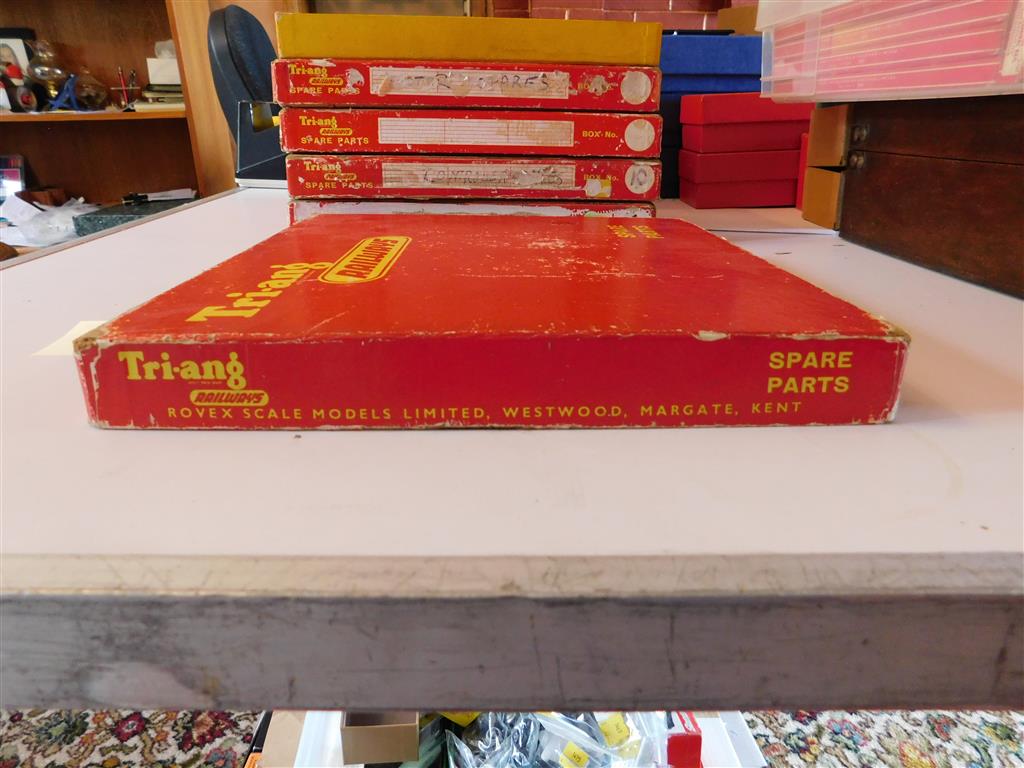 Tri-ang
RAILWAYS
SPARE PARTS
Tri-ang
RAILWAYS
SPARE PARTS
BOX No.
Tri-ang
RAILWAYS
SPARE PARTS
BOX No.
10
Tri-ang
RAILWAYS
Tri-ang
RAILWAYS
SPARE
PARTS
ROVEX SCALE MODELS LIMITED, WESTWOOD, MARGATE, KENT